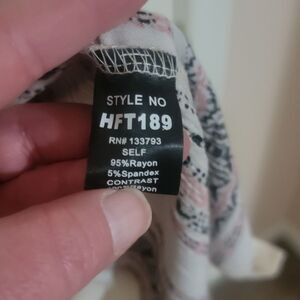 STYLE NO
HFT189
RN# 133793
SELF
95%Rayon
5%Spandex
CONTRAST